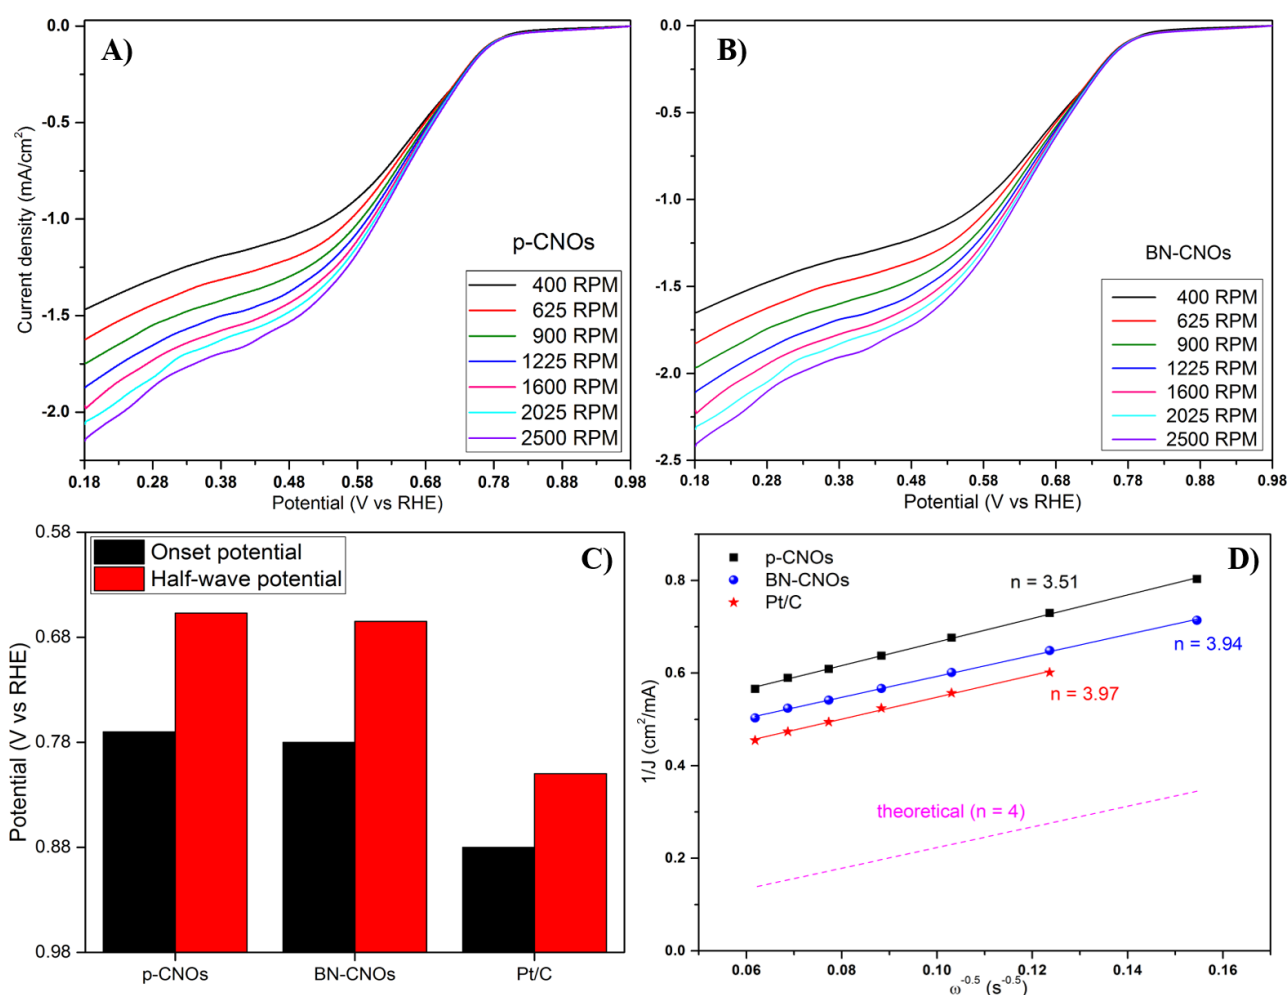 A)
0.0
-0.5
-1.0
-1.5
-2.0
Current density (mA/cm²)
p-CNOs
400 RPM
625 RPM
900 RPM
1225 RPM
1600 RPM
2025 RPM
2500 RPM
0.18 0.28 0.38 0.48 0.58 0.68 0.78 0.88 0.98
Potential (V vs RHE)
B)
0.0
-0.5
-1.0
-1.5
-2.0
-2.5
BN-CNOs
400 RPM
625 RPM
900 RPM
1225 RPM
1600 RPM
2025 RPM
2500 RPM
0.18 0.28 0.38 0.48 0.58 0.68 0.78 0.88 0.98
Potential (V vs RHE)
C)
0.58
0.68
0.78
0.88
0.98
Potential (V vs RHE)
Onset potential
Half-wave potential
p-CNOs BN-CNOs Pt/C
D)
0.8
0.6
0.4
0.2
0.0
1/J (cm²/mA)
p-CNOs
BN-CNOs
Pt/C
n = 3.51
n = 3.94
n = 3.97
theoretical (n = 4)
0.06 0.08 0.10 0.12 0.14 0.16
ω⁻⁰·⁵ (s⁻⁰·⁵)